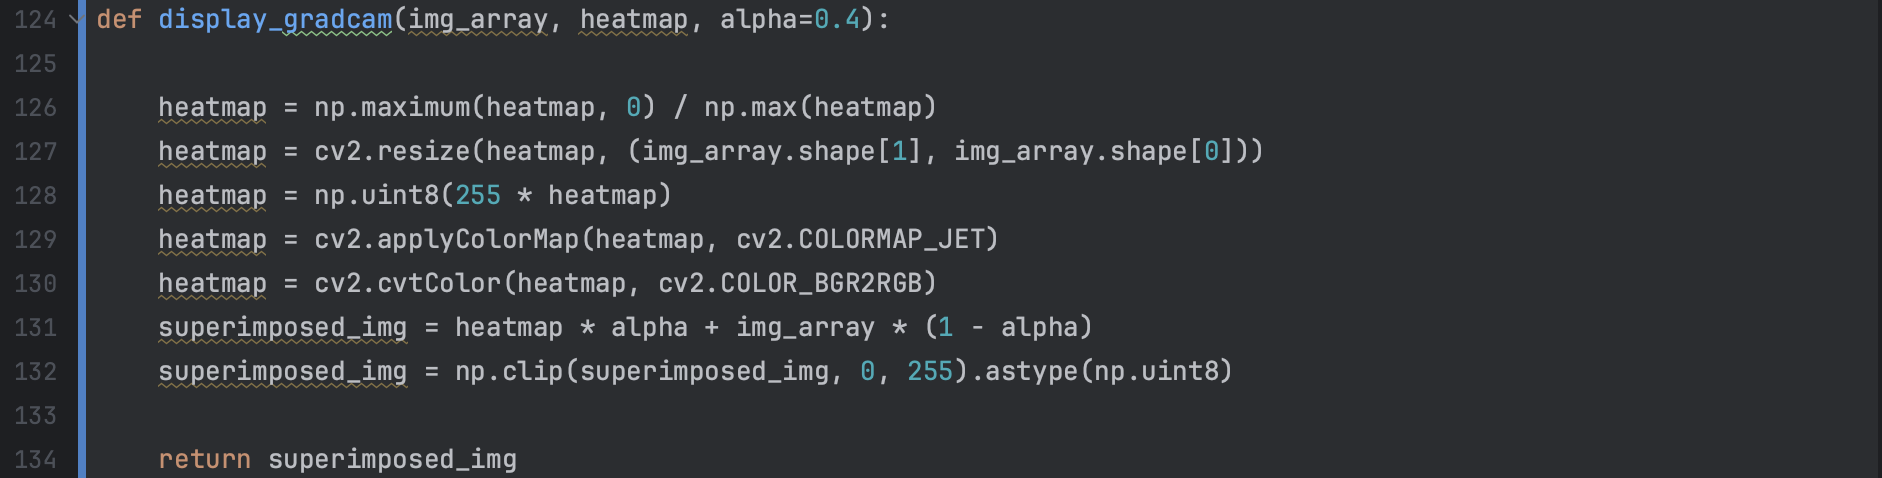 124 def display_gradcam(img_array, heatmap, alpha=0.4):
125
126     heatmap = np.maximum(heatmap, 0) / np.max(heatmap)
127     heatmap = cv2.resize(heatmap, (img_array.shape[1], img_array.shape[0]))
128     heatmap = np.uint8(255 * heatmap)
129     heatmap = cv2.applyColorMap(heatmap, cv2.COLORMAP_JET)
130     heatmap = cv2.cvtColor(heatmap, cv2.COLOR_BGR2RGB)
131     superimposed_img = heatmap * alpha + img_array * (1 - alpha)
132     superimposed_img = np.clip(superimposed_img, 0, 255).astype(np.uint8)
133
134     return superimposed_img